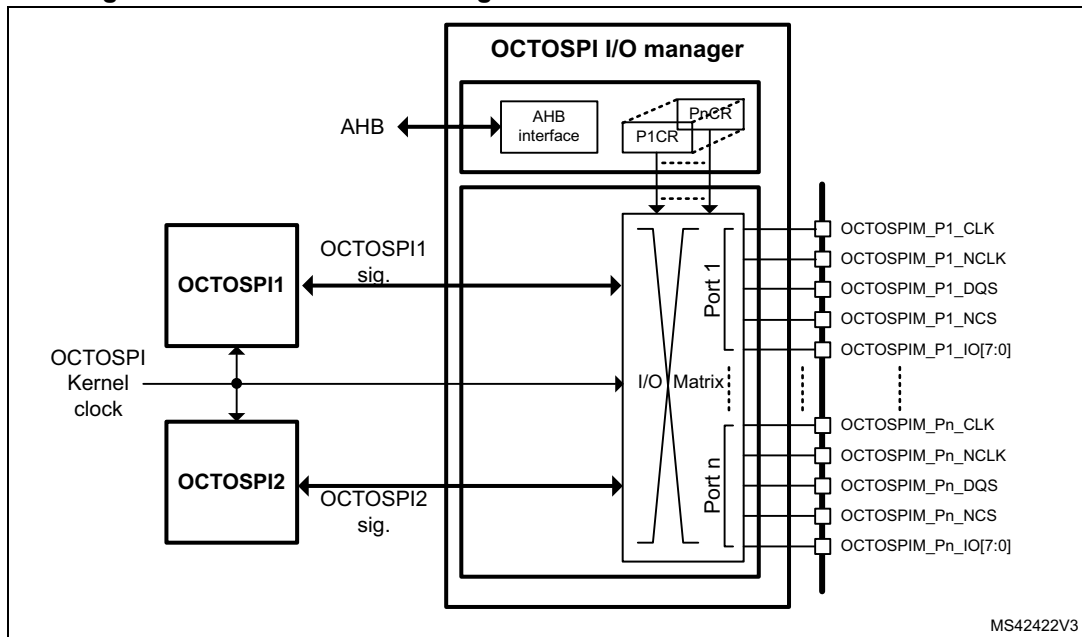 OCTOSPI I/O manager
AHB
AHB
interface
P1CR
PnCR
OCTOSPI1
OCTOSPI1
sig.
OCTOSPI
Kernel
clock
OCTOSPI2
OCTOSPI2
sig.
I/O Matrix
Port 1
Port n
OCTOSPIM_P1_CLK
OCTOSPIM_P1_NCLK
OCTOSPIM_P1_DQS
OCTOSPIM_P1_NCS
OCTOSPIM_P1_IO[7:0]
OCTOSPIM_Pn_CLK
OCTOSPIM_Pn_NCLK
OCTOSPIM_Pn_DQS
OCTOSPIM_Pn_NCS
OCTOSPIM_Pn_IO[7:0]
MS42422V3